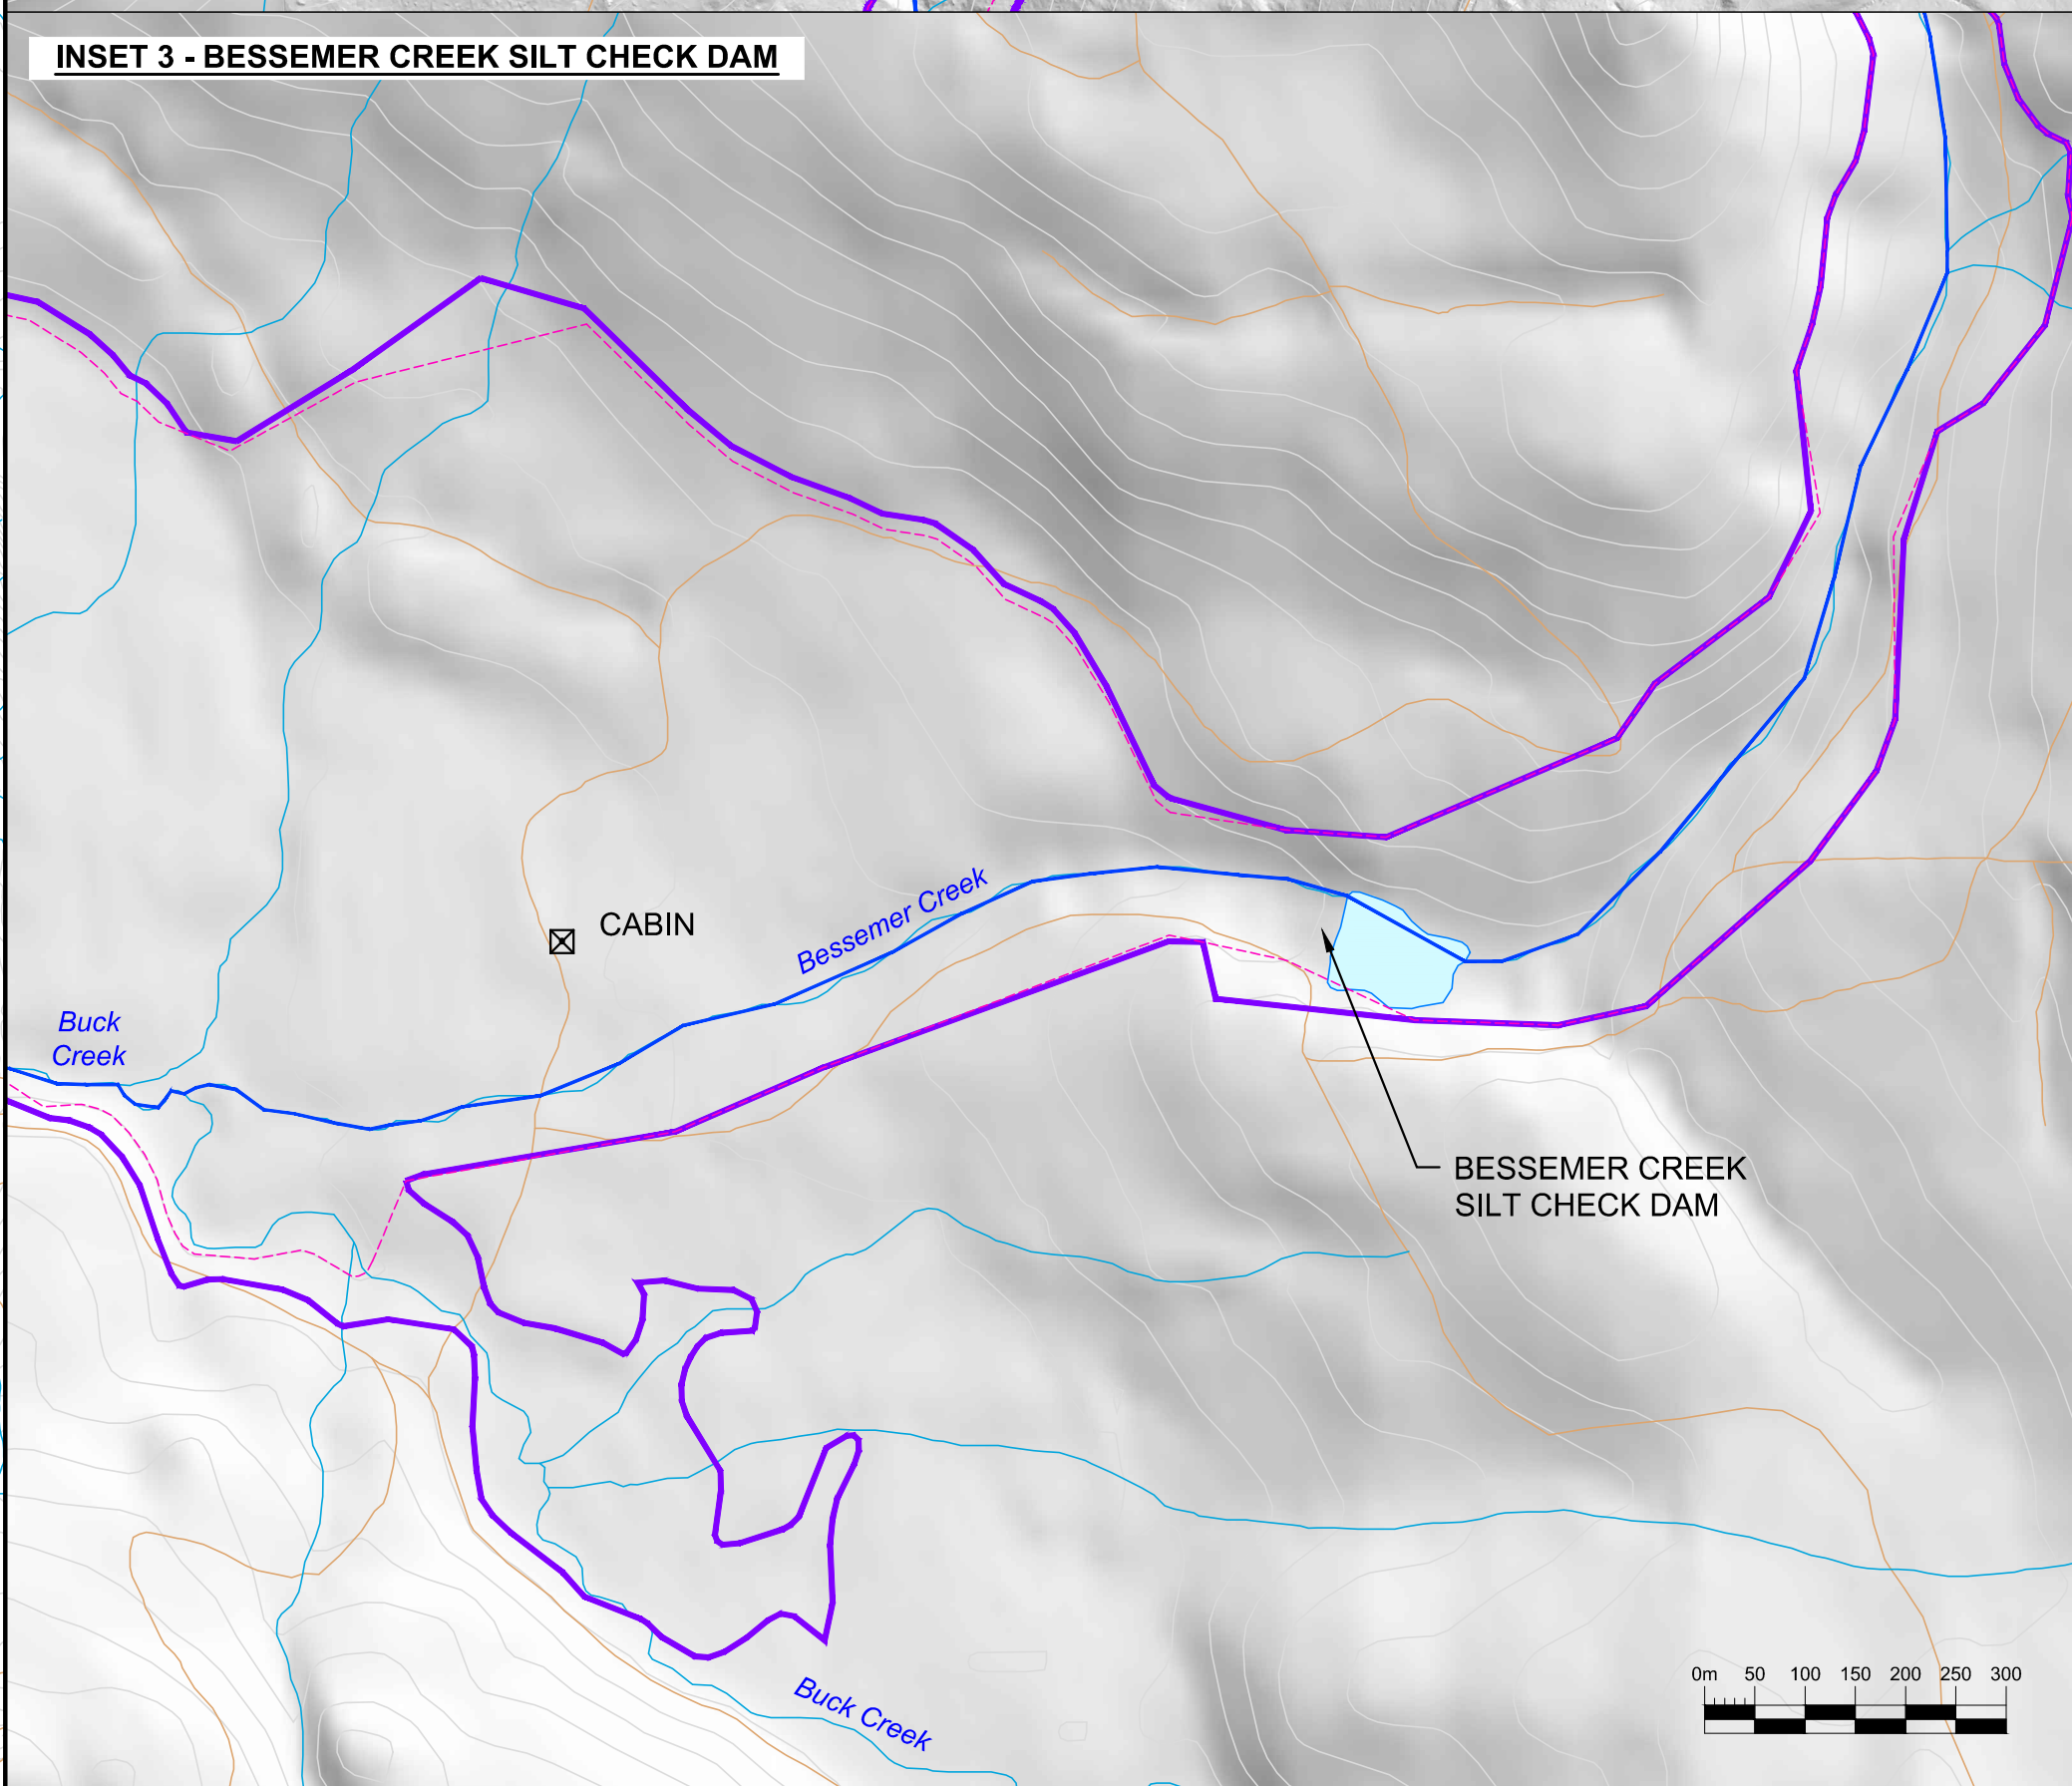 INSET 3 - BESSEMER CREEK SILT CHECK DAM
Bessemer Creek
CABIN
Buck
Creek
BESSEMER CREEK
SILT CHECK DAM
Buck Creek
0m 50 100 150 200 250 300